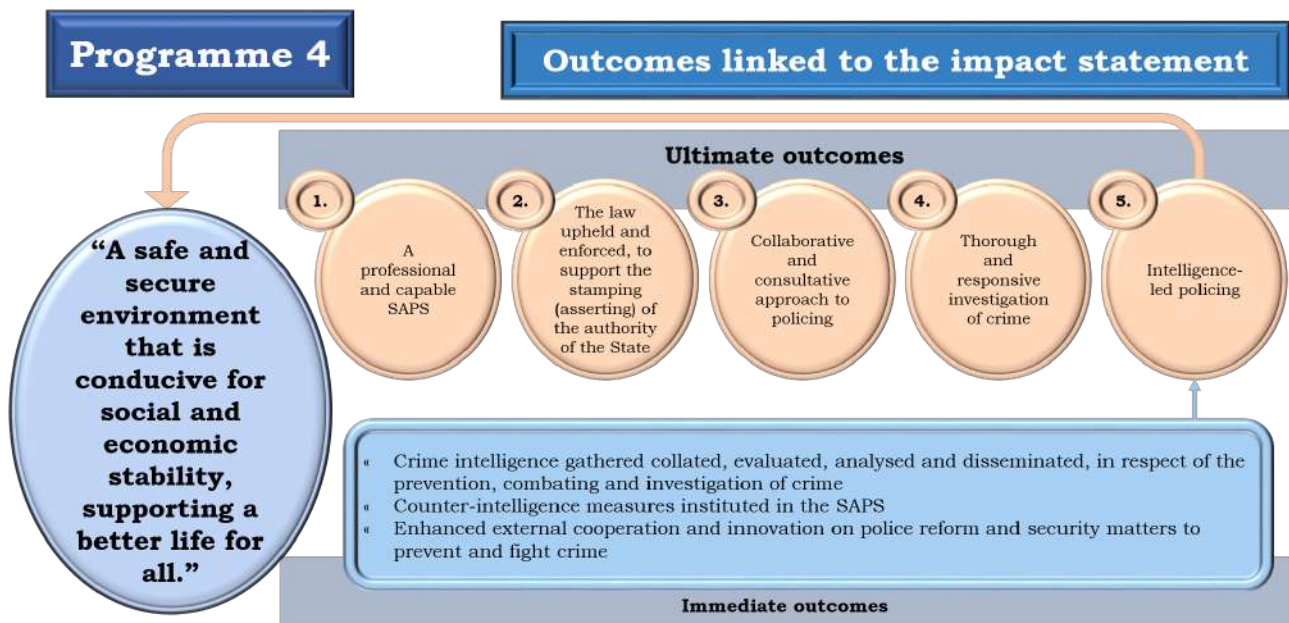 Programme 4
Outcomes linked to the impact statement
Ultimate outcomes
1.
A
professional
and capable
SAPS
2.
The law
upheld and
enforced, to
support the
stamping
(asserting) of
the authority
of the State
3.
Collaborative
and
consultative
approach to
policing
4.
Thorough
and
responsive
investigation
of crime
5.
Intelligence-
led policing
“A safe and
secure
environment
that is
conducive for
social and
economic
stability,
supporting a
better life for
all.”
« Crime intelligence gathered collated, evaluated, analysed and disseminated, in respect of the
prevention, combating and investigation of crime
« Counter-intelligence measures instituted in the SAPS
« Enhanced external cooperation and innovation on police reform and security matters to
prevent and fight crime
Immediate outcomes